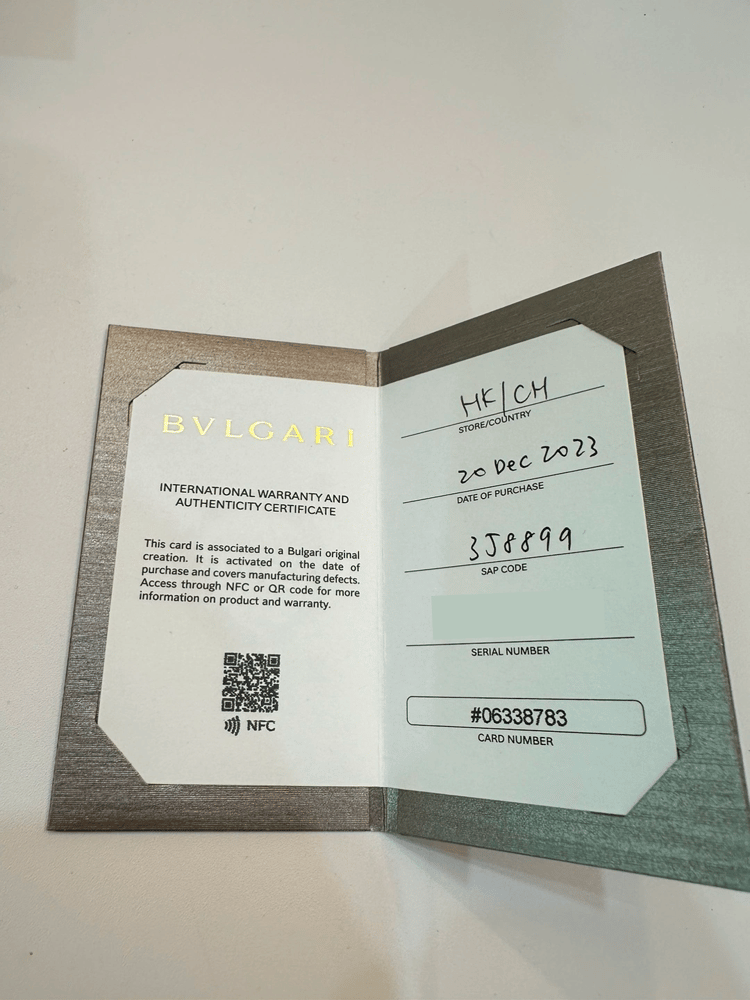 BVLGARI
INTERNATIONAL WARRANTY AND
AUTHENTICITY CERTIFICATE
This card is associated to a Bulgari original
creation. It is activated on the date of
purchase and covers manufacturing defects.
Access through NFC or QR code for more
information on product and warranty.
NFC
HK/CH
STORE/COUNTRY
20 Dec 2023
DATE OF PURCHASE
3J8899
SAP CODE
SERIAL NUMBER
#06338783
CARD NUMBER